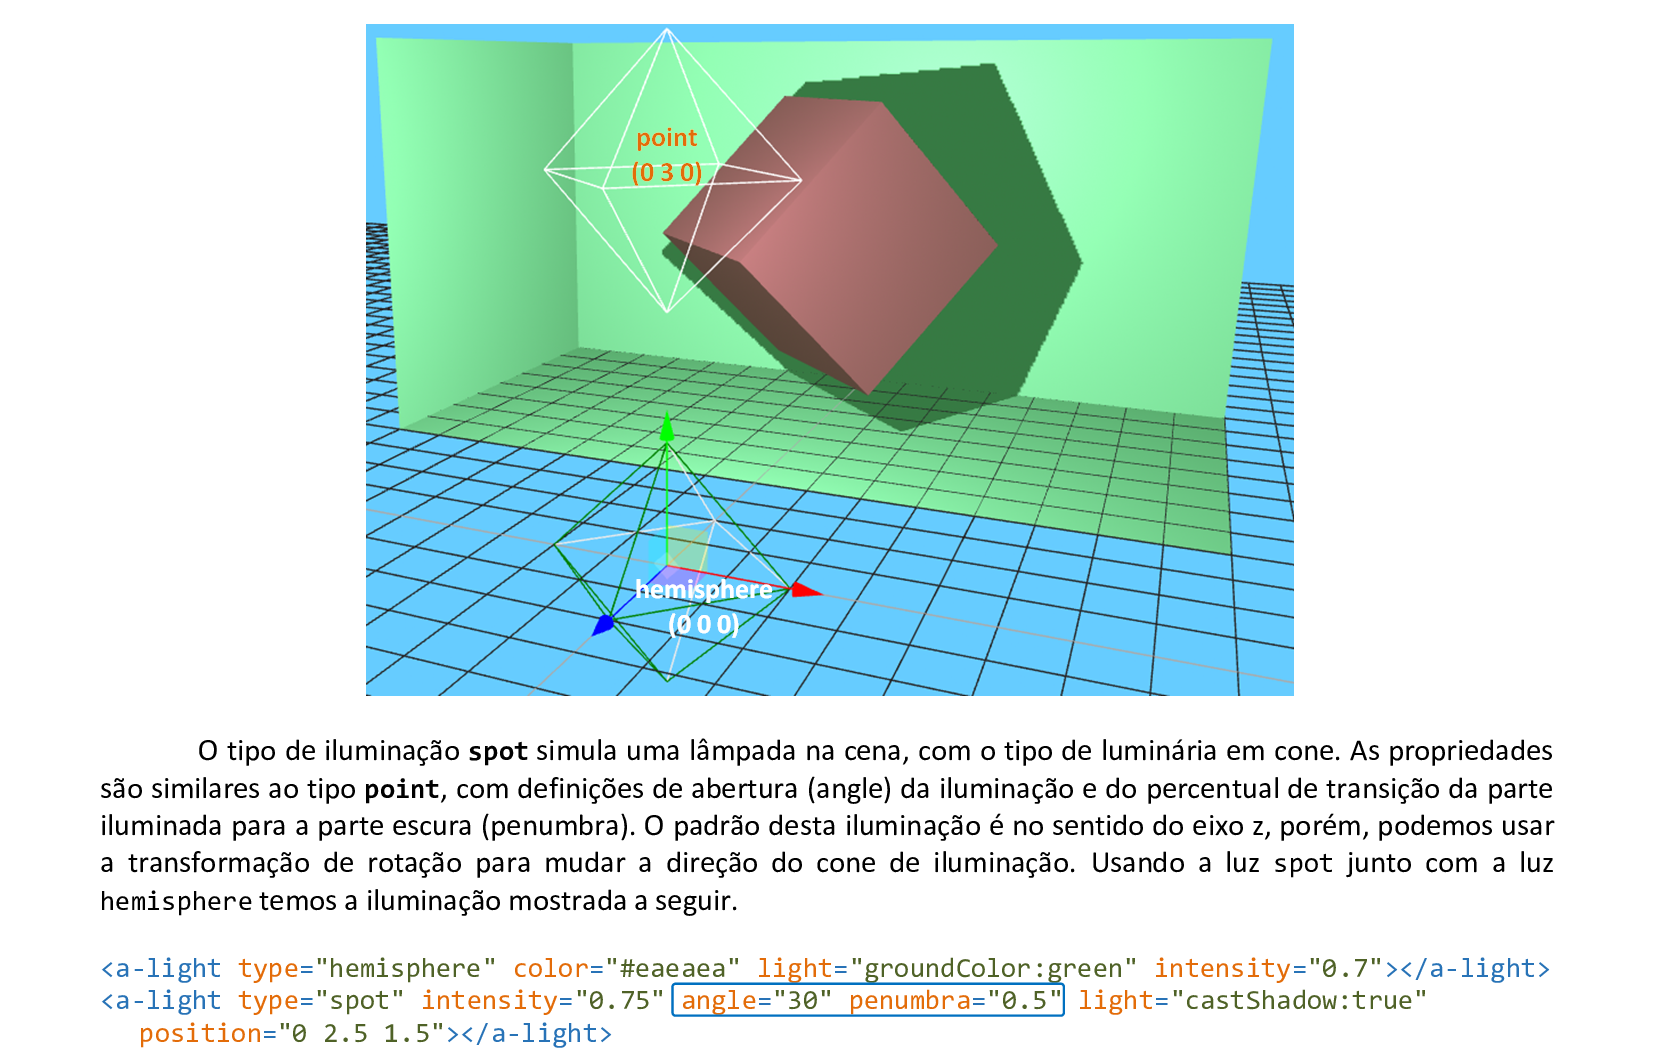 point
(0 3 0)
hemisphere
(0 0 0)
O tipo de iluminação spot simula uma lâmpada na cena, com o tipo de luminária em cone. As propriedades
são similares ao tipo point, com definições de abertura (angle) da iluminação e do percentual de transição da parte
iluminada para a parte escura (penumbra). O padrão desta iluminação é no sentido do eixo z, porém, podemos usar
a transformação de rotação para mudar a direção do cone de iluminação. Usando a luz spot junto com a luz
hemisphere temos a iluminação mostrada a seguir.
<a-light type="hemisphere" color="#eaeaea" light="groundColor:green" intensity="0.7"></a-light>
<a-light type="spot" intensity="0.75" angle="30" penumbra="0.5" light="castShadow:true"
position="0 2.5 1.5"></a-light>